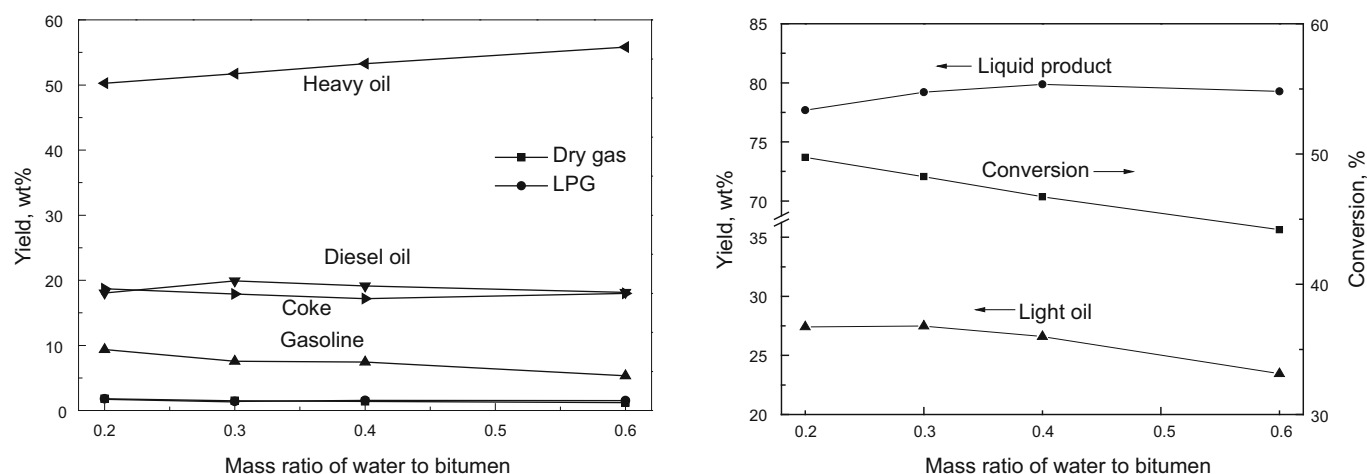 60
50
40
30
20
10
0
Yield, wt%
Heavy oil
Dry gas
LPG
Diesel oil
Coke
Gasoline
0.2 0.3 0.4 0.5 0.6
Mass ratio of water to bitumen
85
80
75
70
35
30
25
20
Yield, wt%
Liquid product
Conversion
Light oil
60
50
40
30
Conversion, %
0.2 0.3 0.4 0.5 0.6
Mass ratio of water to bitumen